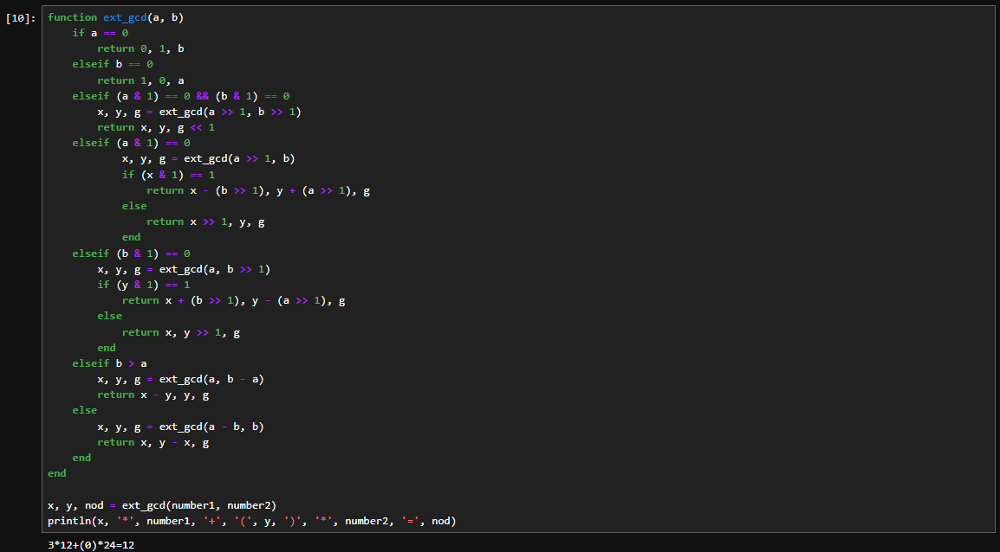 [10]: function ext_gcd(a, b)
    if a == 0
        return 0, 1, b
    elseif b == 0
        return 1, 0, a
    elseif (a & 1) == 0 && (b & 1) == 0
        x, y, g = ext_gcd(a >> 1, b >> 1)
        return x, y, g << 1
    elseif (a & 1) == 0
            x, y, g = ext_gcd(a >> 1, b)
            if (x & 1) == 1
                return x - (b >> 1), y + (a >> 1), g
            else
                return x >> 1, y, g
            end
    elseif (b & 1) == 0
        x, y, g = ext_gcd(a, b >> 1)
        if (y & 1) == 1
            return x + (b >> 1), y - (a >> 1), g
        else
            return x, y >> 1, g
        end
    elseif b > a
        x, y, g = ext_gcd(a, b - a)
        return x - y, y, g
    else
        x, y, g = ext_gcd(a - b, b)
        return x, y - x, g
    end
end

x, y, nod = ext_gcd(number1, number2)
println(x, '*', number1, '+', '(', y, ')', '*', number2, '=', nod)
3*12+(0)*24=12